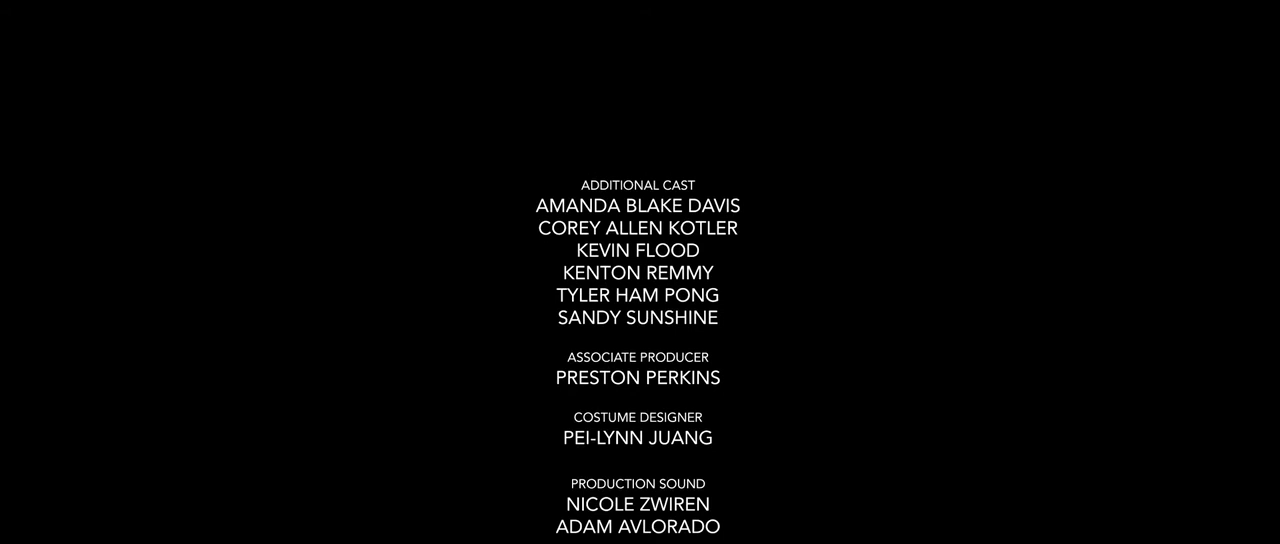 ADDITIONAL CAST
AMANDA BLAKE DAVIS
COREY ALLEN KOTLER
KEVIN FLOOD
KENTON REMMY
TYLER HAM PONG
SANDY SUNSHINE
ASSOCIATE PRODUCER
PRESTON PERKINS
COSTUME DESIGNER
PEI-LYNN JUANG
PRODUCTION SOUND
NICOLE ZWIREN
ADAM AVLORADO